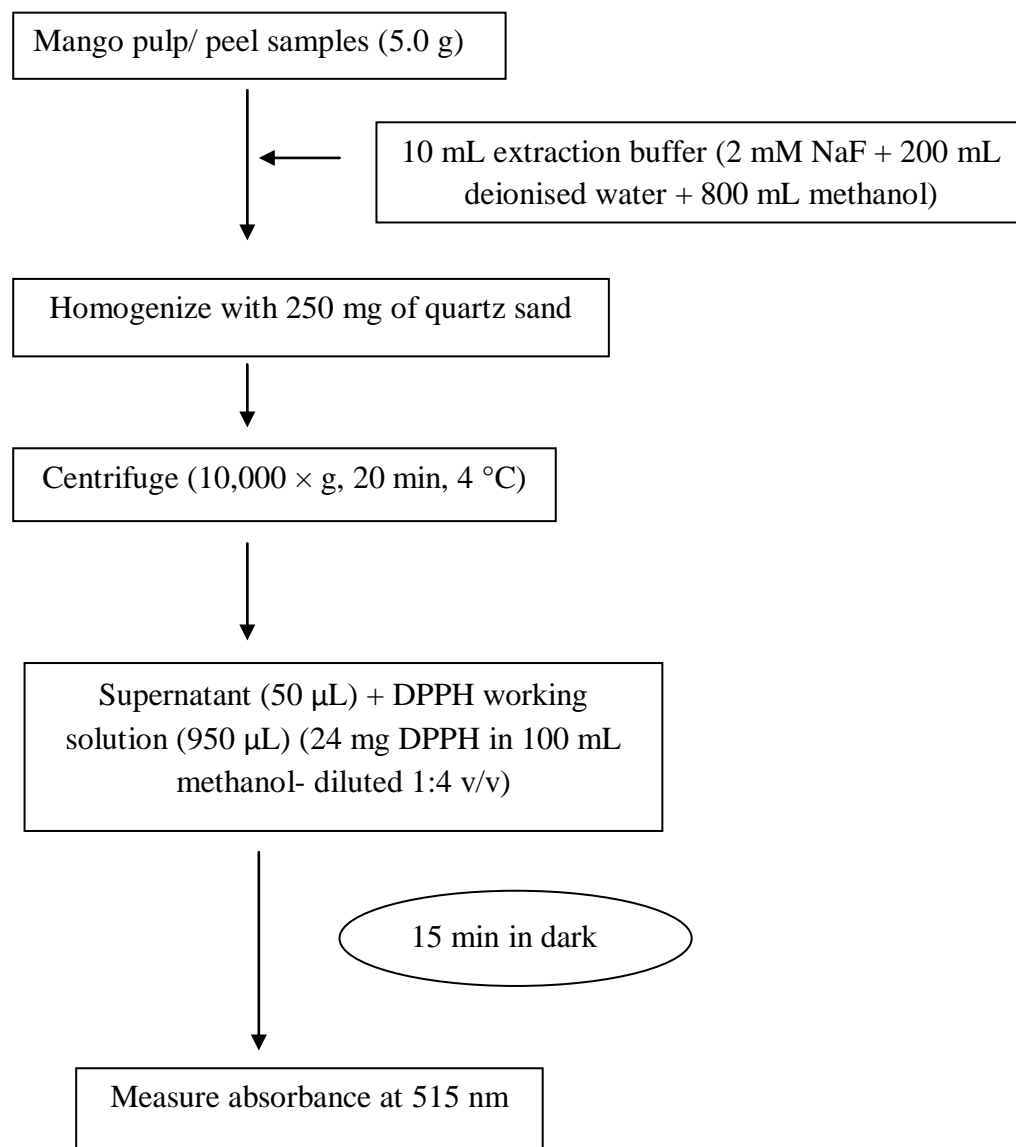 Mango pulp/ peel samples (5.0 g)
10 mL extraction buffer (2 mM NaF + 200 mL
deionised water + 800 mL methanol)
Homogenize with 250 mg of quartz sand
Centrifuge (10,000 × g, 20 min, 4 °C)
Supernatant (50 µL) + DPPH working
solution (950 µL) (24 mg DPPH in 100 mL
methanol- diluted 1:4 v/v)
15 min in dark
Measure absorbance at 515 nm